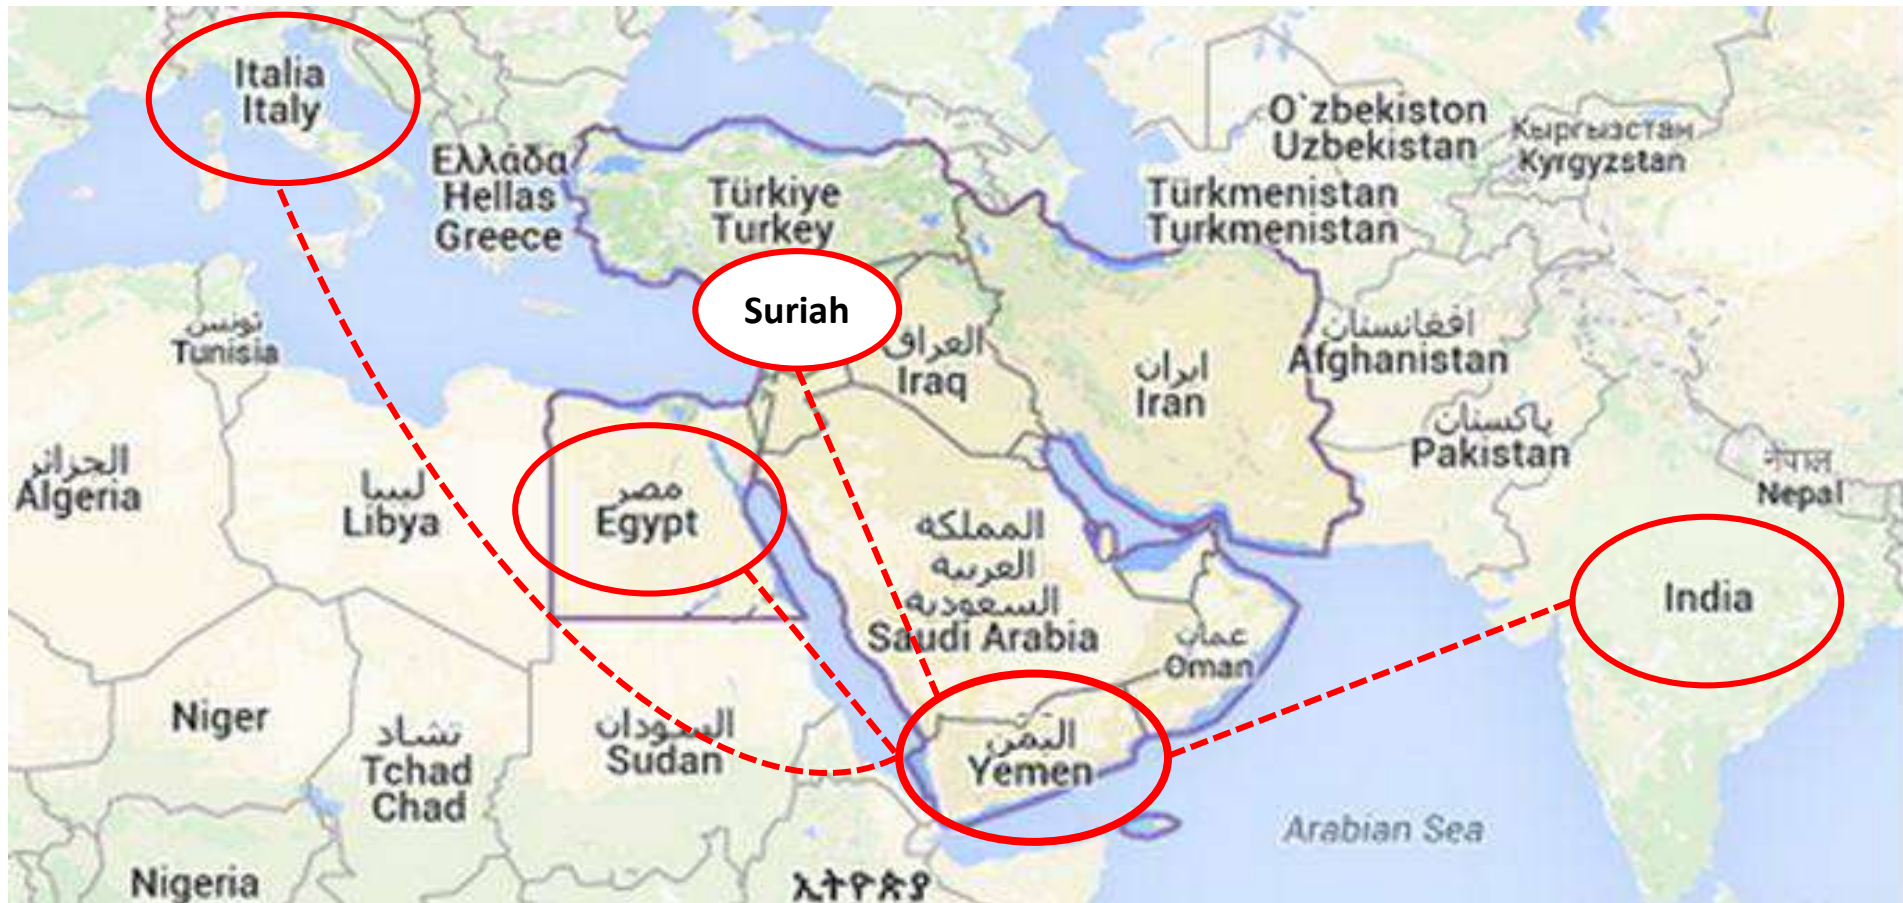 Italia
Italy
Ελλάδα
Hellas
Greece
Türkiye
Turkey
O`zbekiston
Uzbekistan
Кыргызстан
Kyrgyzstan
Türkmenistan
Turkmenistan
Suriah
تونس
Tunisia
العراق
Iraq
ايران
Iran
افغانستان
Afghanistan
پاکستان
Pakistan
नेपाल
Nepal
الجزائر
Algeria
ليبيا
Libya
مصر
Egypt
المملكة
العربية
السعودية
Saudi Arabia
عمان
Oman
India
Niger
تشاد
Tchad
Chad
السودان
Sudan
اليمن
Yemen
Arabian Sea
Nigeria
ኢትዮጵያ